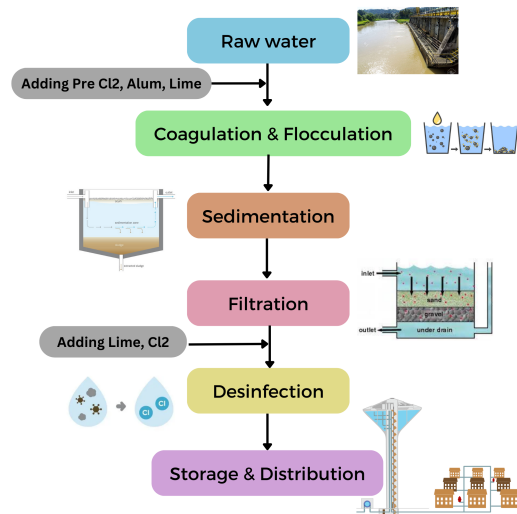 Raw water
Adding Pre Cl2, Alum, Lime
Coagulation & Flocculation
Sedimentation
Filtration
inlet
sand
gravel
outlet
under drain
Adding Lime, Cl2
Desinfection
Cl
Cl
Storage & Distribution